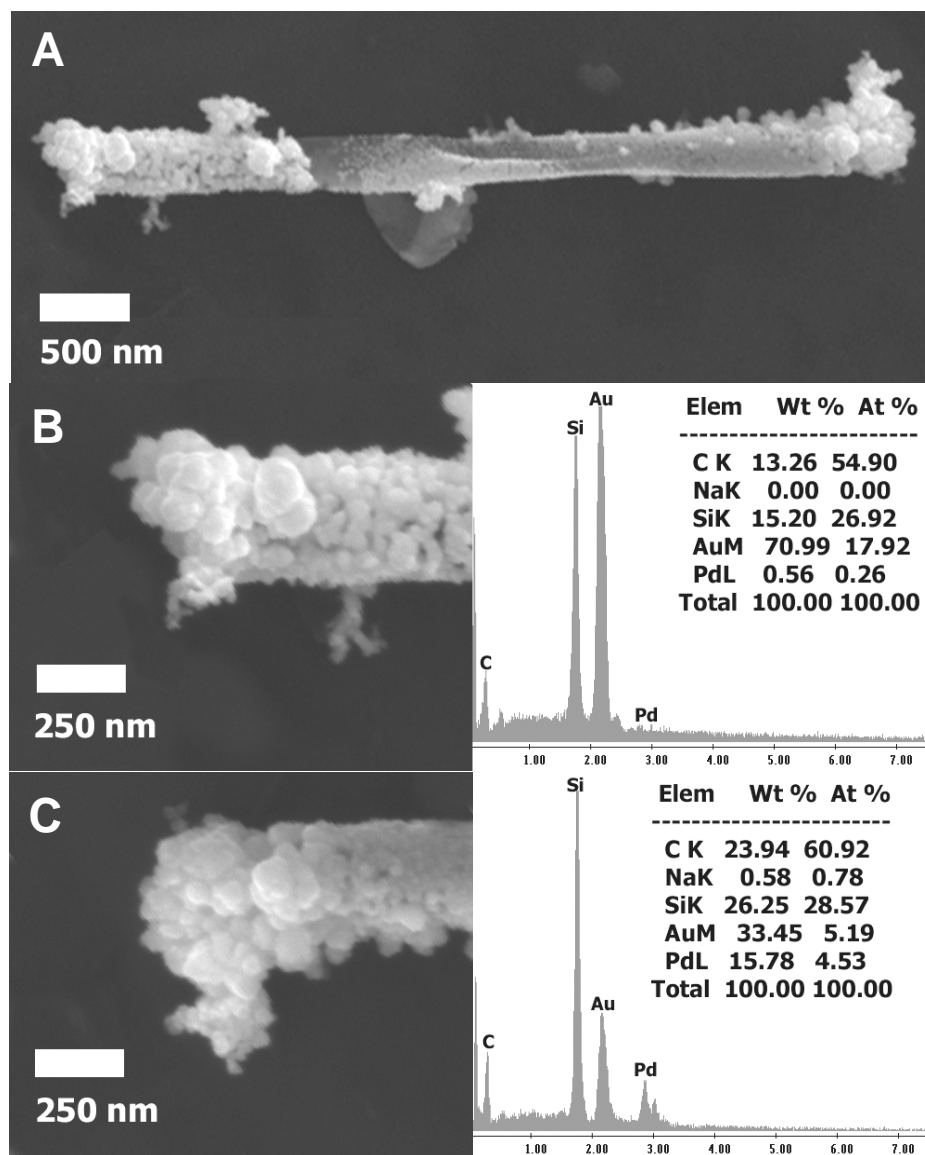 A
500 nm
B
250 nm
Si
Au
C
Pd
1.00 2.00 3.00 4.00 5.00 6.00 7.00
Elem Wt % At %
------------------------
C K 13.26 54.90
NaK 0.00 0.00
SiK 15.20 26.92
AuM 70.99 17.92
PdL 0.56 0.26
Total 100.00 100.00
C
250 nm
Si
Au
C
Pd
1.00 2.00 3.00 4.00 5.00 6.00 7.00
Elem Wt % At %
------------------------
C K 23.94 60.92
NaK 0.58 0.78
SiK 26.25 28.57
AuM 33.45 5.19
PdL 15.78 4.53
Total 100.00 100.00